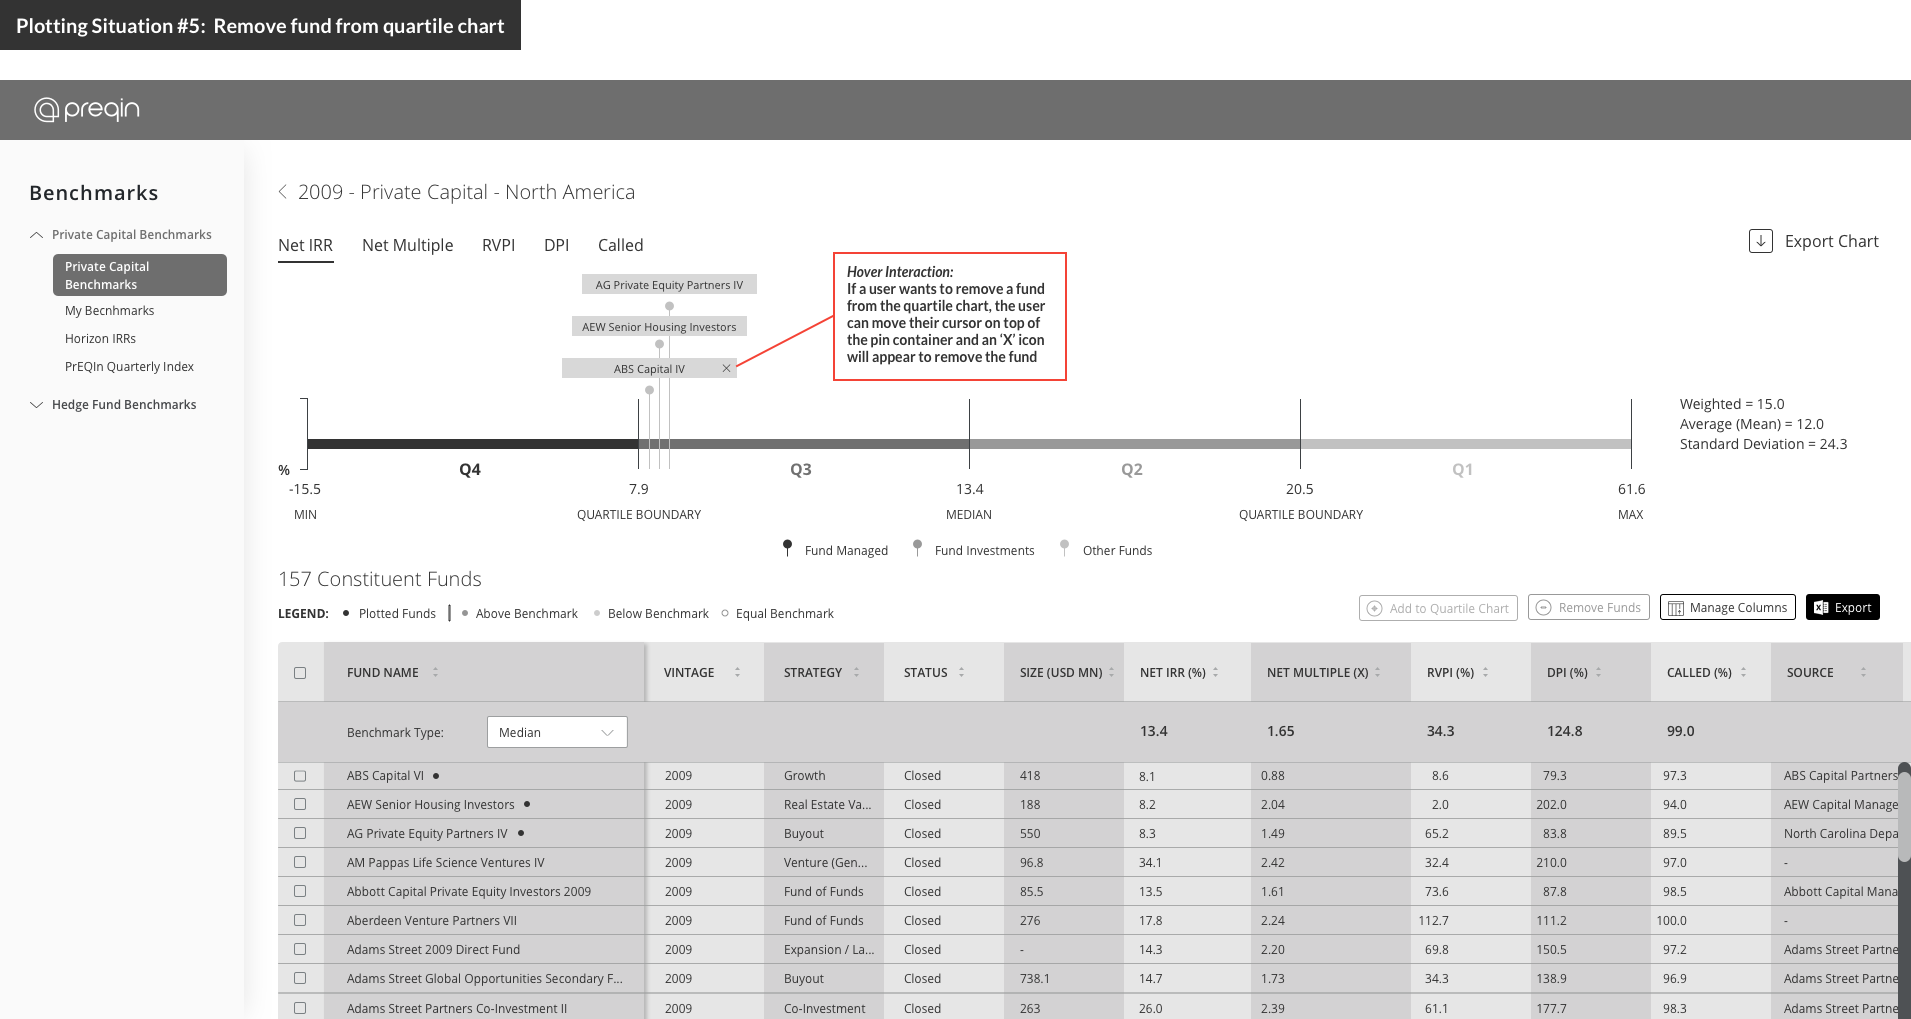 Plotting Situation #5: Remove fund from quartile chart
preqin
Benchmarks
Private Capital Benchmarks
Private Capital
Benchmarks
My Becnhmarks
Horizon IRRs
PrEQIn Quarterly Index
Hedge Fund Benchmarks
2009 - Private Capital - North America
Net IRR Net Multiple RVPI DPI Called
Export Chart
AG Private Equity Partners IV
AEW Senior Housing Investors
ABS Capital IV
Hover Interaction:
If a user wants to remove a fund
from the quartile chart, the user
can move their cursor on top of
the pin container and an ‘X’ icon
will appear to remove the fund
Weighted = 15.0
Average (Mean) = 12.0
Standard Deviation = 24.3
% Q4 Q3 Q2 Q1
-15.5 7.9 13.4 20.5 61.6
MIN QUARTILE BOUNDARY MEDIAN QUARTILE BOUNDARY MAX
Fund Managed Fund Investments Other Funds
157 Constituent Funds
LEGEND: Plotted Funds Above Benchmark Below Benchmark Equal Benchmark
Add to Quartile Chart Remove Funds Manage Columns Export
FUND NAME VINTAGE STRATEGY STATUS SIZE (USD MN) NET IRR (%) NET MULTIPLE (X) RVPI (%) DPI (%) CALLED (%) SOURCE
Benchmark Type: Median 13.4 1.65 34.3 124.8 99.0
ABS Capital VI 2009 Growth Closed 418 8.1 0.88 8.6 79.3 97.3 ABS Capital Partners
AEW Senior Housing Investors 2009 Real Estate Va... Closed 188 8.2 2.04 2.0 202.0 94.0 AEW Capital Manage
AG Private Equity Partners IV 2009 Buyout Closed 550 8.3 1.49 65.2 83.8 89.5 North Carolina Depa
AM Pappas Life Science Ventures IV 2009 Venture (Gen... Closed 96.8 34.1 2.42 32.4 210.0 97.0 -
Abbott Capital Private Equity Investors 2009 2009 Fund of Funds Closed 85.5 13.5 1.61 73.6 87.8 98.5 Abbott Capital Mana
Aberdeen Venture Partners VII 2009 Fund of Funds Closed 276 17.8 2.24 112.7 111.2 100.0 -
Adams Street 2009 Direct Fund 2009 Expansion / La... Closed - 14.3 2.20 69.8 150.5 97.2 Adams Street Partne
Adams Street Global Opportunities Secondary F... 2009 Buyout Closed 738.1 14.7 1.73 34.3 138.9 96.9 Adams Street Partne
Adams Street Partners Co-Investment II 2009 Co-Investment Closed 263 26.0 2.39 61.1 177.7 98.3 Adams Street Partne